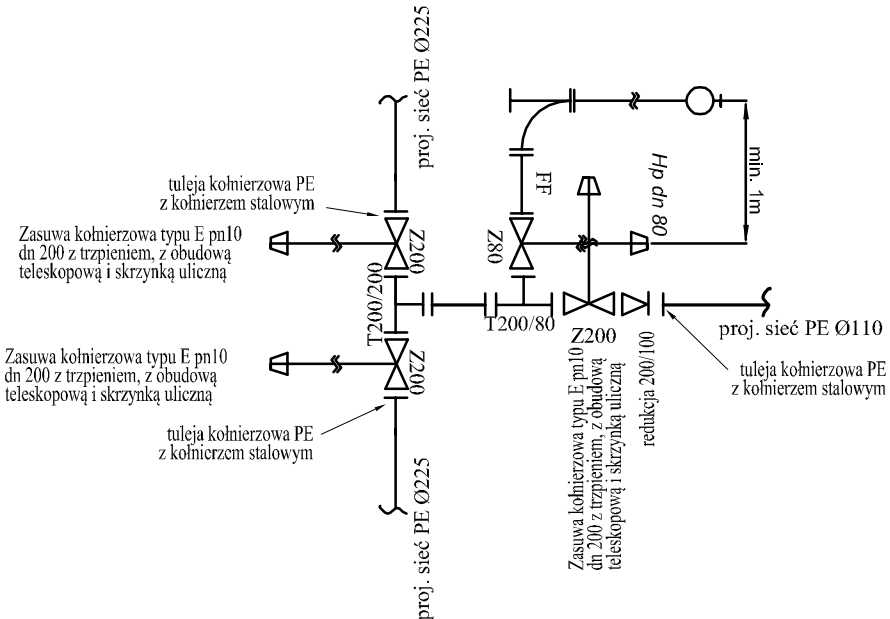 proj. sieć PE Ø225
tuleja kołnierzowa PE
z kołnierzem stalowym
Zasuwa kołnierzowa typu E pn10
dn 200 z trzpieniem, z obudową
teleskopową i skrzynką uliczną
Z200
T200/200
FF
Z80
Hp dn 80
min. 1m
T200/80
Z200
proj. sieć PE Ø110
tuleja kołnierzowa PE
z kołnierzem stalowym
Zasuwa kołnierzowa typu E pn10
dn 200 z trzpieniem, z obudową
teleskopową i skrzynką uliczną
Z200
tuleja kołnierzowa PE
z kołnierzem stalowym
proj. sieć PE Ø225
Zasuwa kołnierzowa typu E pn10
dn 200 z trzpieniem, z obudową
teleskopową i skrzynką uliczną
redukcja 200/100